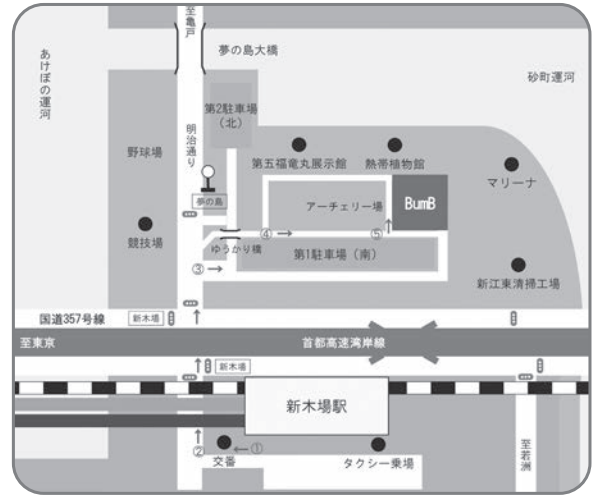 至亀戸
夢の島大橋
あけぼの運河
砂町運河
第2駐車場
（北）
明治通り
野球場
第五福竜丸展示館
熱帯植物館
マリーナ
夢の島
アーチェリー場
BumB
競技場
④→
⑤↑
ゆうかり橋
第1駐車場（南）
③→
新江東清掃工場
国道357号線
新木場
↑
至東京
首都高速湾岸線
↑
新木場
新木場駅
②↑
←①
交番
タクシー乗場
至若洲